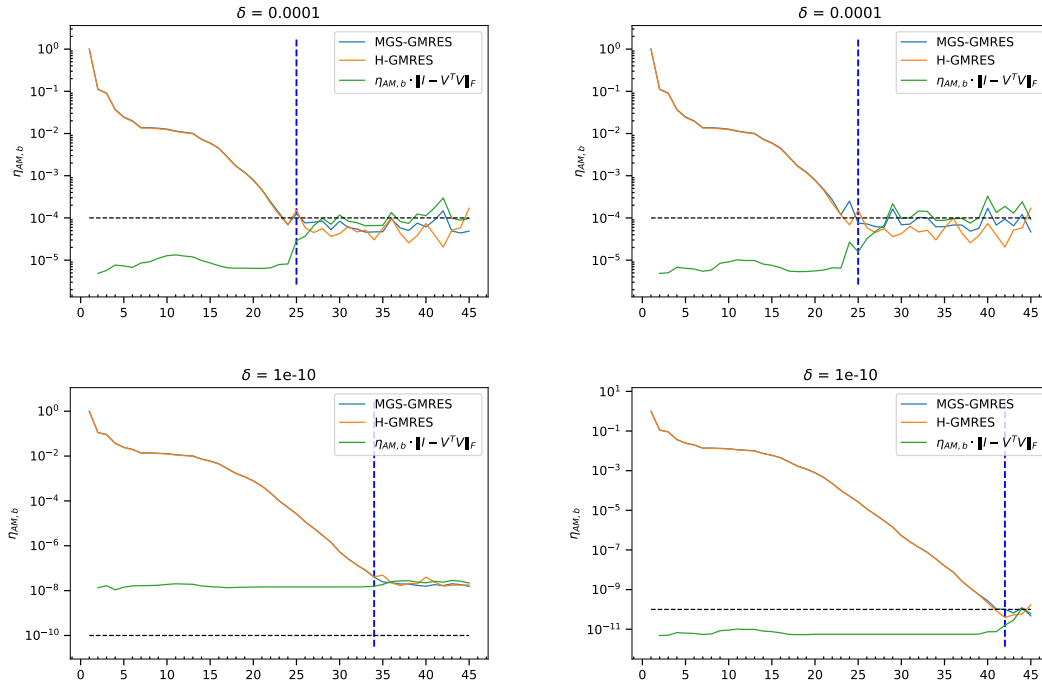 δ = 0.0001
MGS-GMRES
H-GMRES
η_{AM, b} · ‖I − V^T V‖_F
η_{AM, b}
10^0
10^{-1}
10^{-2}
10^{-3}
10^{-4}
10^{-5}
0 5 10 15 20 25 30 35 40 45
δ = 0.0001
MGS-GMRES
H-GMRES
η_{AM, b} · ‖I − V^T V‖_F
η_{AM, b}
10^0
10^{-1}
10^{-2}
10^{-3}
10^{-4}
10^{-5}
0 5 10 15 20 25 30 35 40 45
δ = 1e-10
MGS-GMRES
H-GMRES
η_{AM, b} · ‖I − V^T V‖_F
η_{AM, b}
10^0
10^{-2}
10^{-4}
10^{-6}
10^{-8}
10^{-10}
0 5 10 15 20 25 30 35 40 45
δ = 1e-10
MGS-GMRES
H-GMRES
η_{AM, b} · ‖I − V^T V‖_F
η_{AM, b}
10^1
10^{-1}
10^{-3}
10^{-5}
10^{-7}
10^{-9}
10^{-11}
0 5 10 15 20 25 30 35 40 45